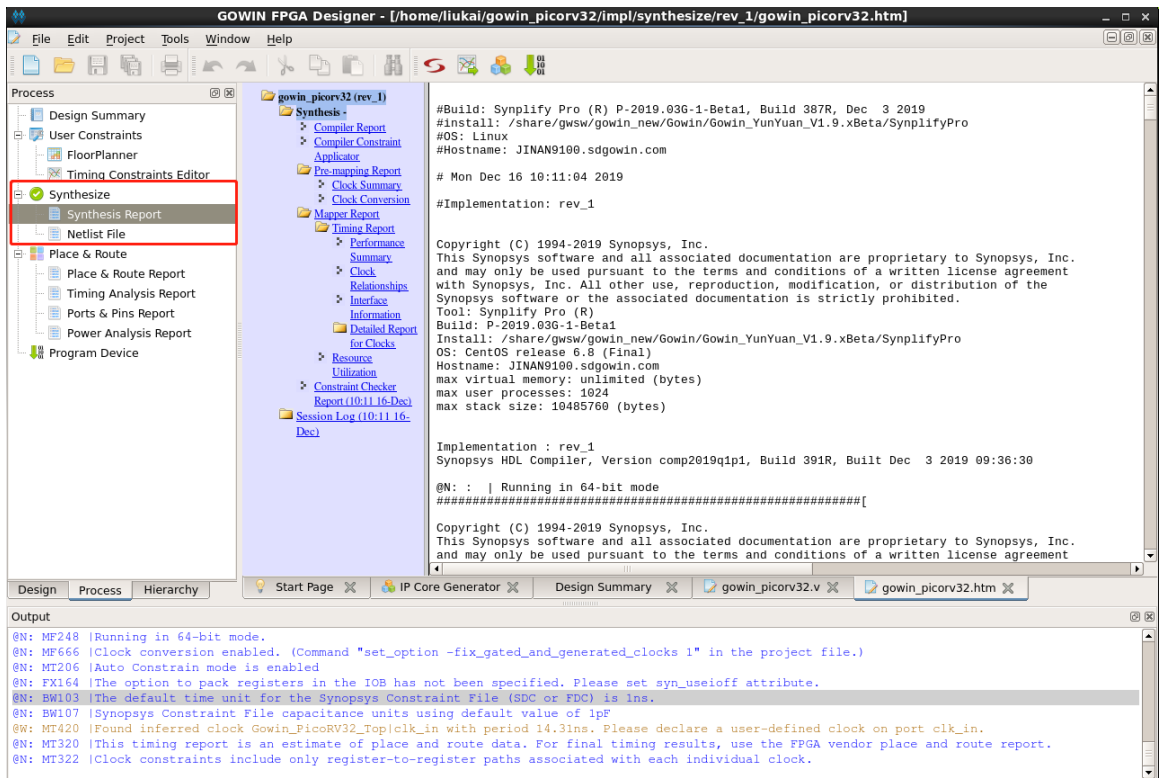 GOWIN FPGA Designer - [/home/liukai/gowin_picorv32/impl/synthesize/rev_1/gowin_picorv32.htm]
File Edit Project Tools Window Help
Process
Design Summary
User Constraints
FloorPlanner
Timing Constraints Editor
Synthesize
Synthesis Report
Netlist File
Place & Route
Place & Route Report
Timing Analysis Report
Ports & Pins Report
Power Analysis Report
Program Device
Design Process Hierarchy
gowin_picorv32 (rev_1)
Synthesis -
Compiler Report
Compiler Constraint
Applicator
Pre-mapping Report
Clock Summary
Clock Conversion
Mapper Report
Timing Report
Performance
Summary
Clock
Relationships
Interface
Information
Detailed Report
for Clocks
Resource
Utilization
Constraint Checker
Report (10:11 16-Dec)
Session Log (10:11 16-
Dec)
#Build: Synplify Pro (R) P-2019.03G-1-Beta1, Build 387R, Dec  3 2019
#install: /share/gwsw/gowin_new/Gowin/Gowin_YunYuan_V1.9.xBeta/SynplifyPro
#OS: Linux
#Hostname: JINAN9100.sdgowin.com
# Mon Dec 16 10:11:04 2019
#Implementation: rev_1
Copyright (C) 1994-2019 Synopsys, Inc.
This Synopsys software and all associated documentation are proprietary to Synopsys, Inc.
and may only be used pursuant to the terms and conditions of a written license agreement
with Synopsys, Inc. All other use, reproduction, modification, or distribution of the
Synopsys software or the associated documentation is strictly prohibited.
Tool: Synplify Pro (R)
Build: P-2019.03G-1-Beta1
Install: /share/gwsw/gowin_new/Gowin/Gowin_YunYuan_V1.9.xBeta/SynplifyPro
OS: CentOS release 6.8 (Final)
Hostname: JINAN9100.sdgowin.com
max virtual memory: unlimited (bytes)
max user processes: 1024
max stack size: 10485760 (bytes)
Implementation : rev_1
Synopsys HDL Compiler, Version comp2019q1p1, Build 391R, Built Dec  3 2019 09:36:30
@N: :  | Running in 64-bit mode
###########################################################[
Copyright (C) 1994-2019 Synopsys, Inc.
This Synopsys software and all associated documentation are proprietary to Synopsys, Inc.
and may only be used pursuant to the terms and conditions of a written license agreement
Start Page IP Core Generator Design Summary gowin_picorv32.v gowin_picorv32.htm
Output
@N: MF248 |Running in 64-bit mode.
@N: MF666 |Clock conversion enabled. (Command "set_option -fix_gated_and_generated_clocks 1" in the project file.)
@N: MT206 |Auto Constrain mode is enabled
@N: FX164 |The option to pack registers in the IOB has not been specified. Please set syn_useioff attribute.
@N: BW103 |The default time unit for the Synopsys Constraint File (SDC or FDC) is 1ns.
@N: BW107 |Synopsys Constraint File capacitance units using default value of 1pF
@W: MT420 |Found inferred clock Gowin_PicoRV32_Top|clk_in with period 14.31ns. Please declare a user-defined clock on port clk_in.
@N: MT320 |This timing report is an estimate of place and route data. For final timing results, use the FPGA vendor place and route report.
@N: MT322 |Clock constraints include only register-to-register paths associated with each individual clock.